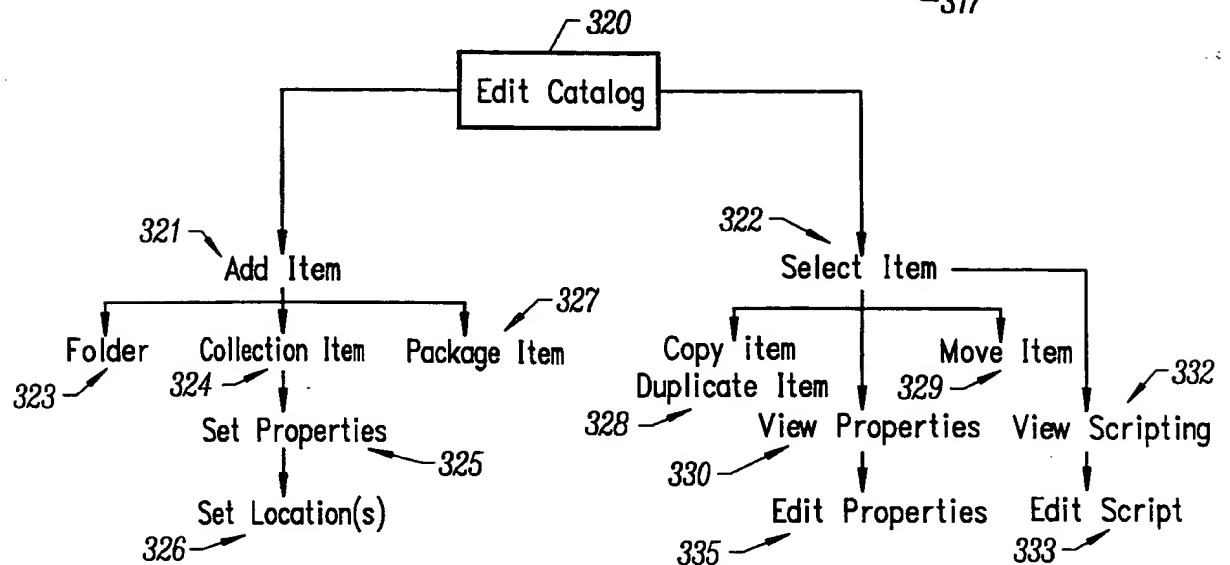 317
320
Edit Catalog
321
Add Item
322
Select Item
327
Folder
323
Collection Item
324
Package Item
Copy item
Duplicate Item
328
Move Item
329
332
Set Properties
325
View Properties
330
View Scripting
Set Location(s)
326
Edit Properties
335
Edit Script
333